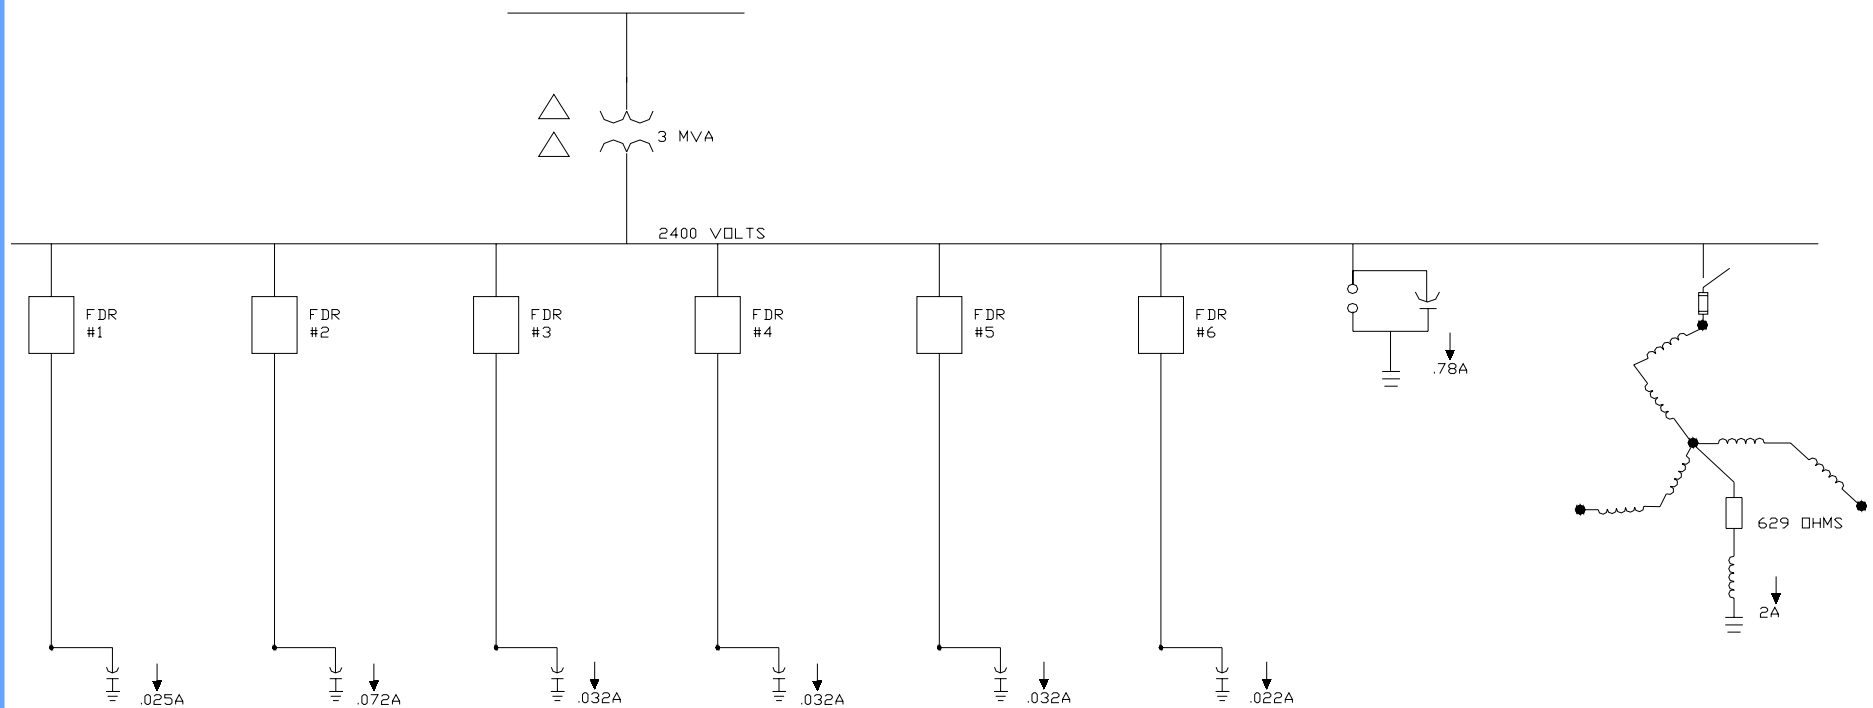 3 MVA
2400 VOLTS
FDR
#1
FDR
#2
FDR
#3
FDR
#4
FDR
#5
FDR
#6
.78A
629 OHMS
2A
.025A
.072A
.032A
.032A
.032A
.022A